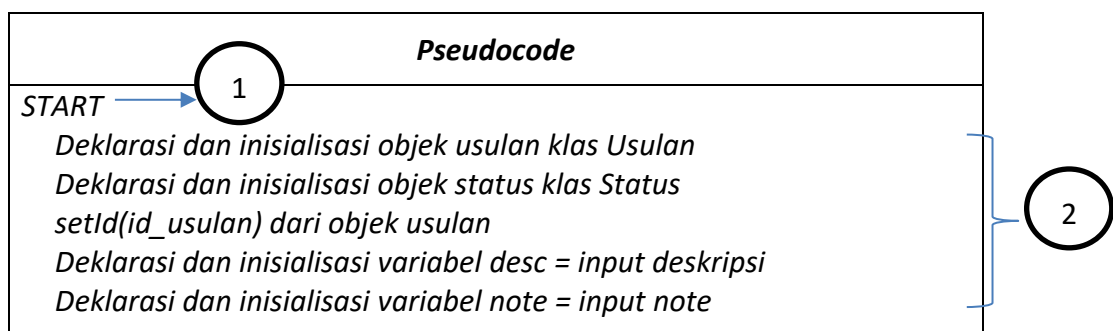 Pseudocode
1
START
Deklarasi dan inisialisasi objek usulan klas Usulan
Deklarasi dan inisialisasi objek status klas Status
setId(id_usulan) dari objek usulan
Deklarasi dan inisialisasi variabel desc = input deskripsi
Deklarasi dan inisialisasi variabel note = input note
2